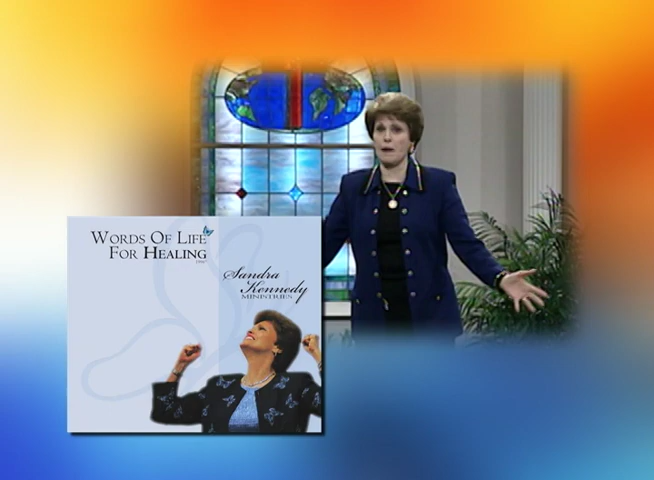 WORDS OF LIFE
FOR HEALING
Sandra
Kennedy
MINISTRIES